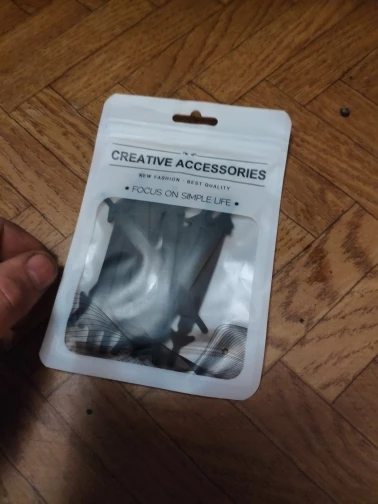 CREATIVE ACCESSORIES
NEW FASHION · BEST QUALITY
• FOCUS ON SIMPLE.LIFE •